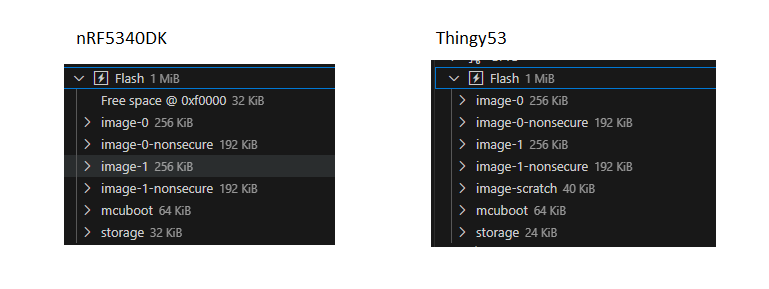 nRF5340DK
Flash 1 MiB
Free space @ 0xf0000 32 KiB
image-0 256 KiB
image-0-nonsecure 192 KiB
image-1 256 KiB
image-1-nonsecure 192 KiB
mcuboot 64 KiB
storage 32 KiB
Thingy53
Flash 1 MiB
image-0 256 KiB
image-0-nonsecure 192 KiB
image-1 256 KiB
image-1-nonsecure 192 KiB
image-scratch 40 KiB
mcuboot 64 KiB
storage 24 KiB